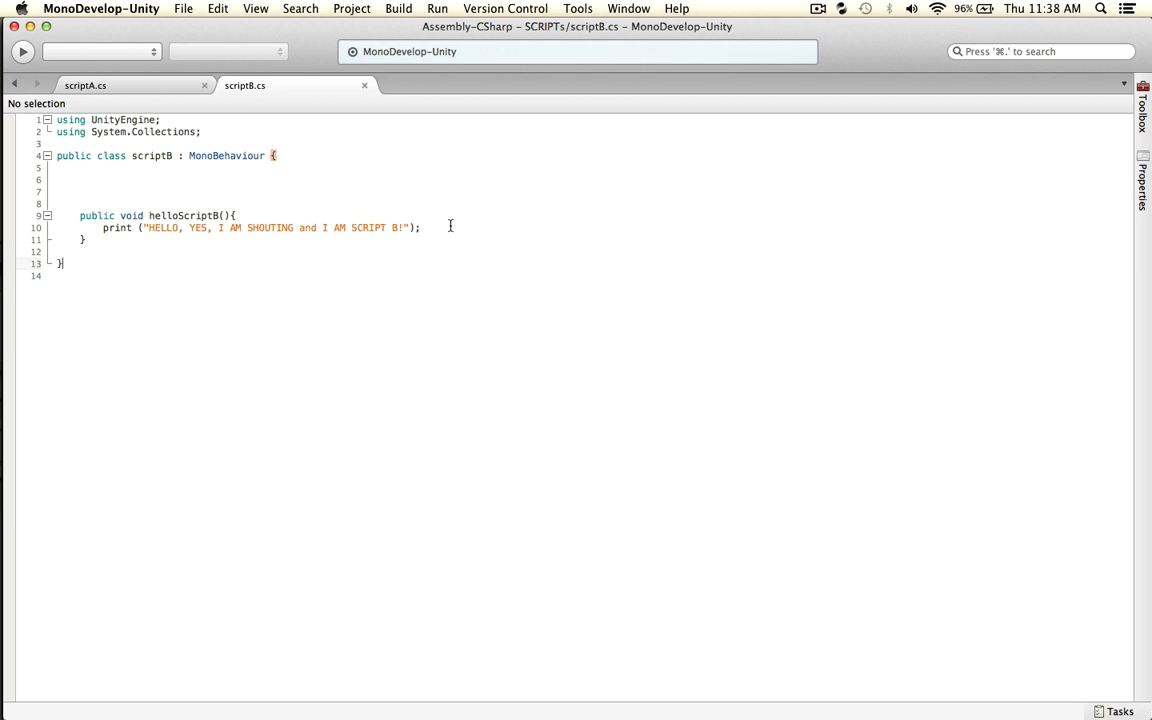 MonoDevelop-Unity File Edit View Search Project Build Run Version Control Tools Window Help 96% Thu 11:38 AM
Assembly-CSharp – SCRIPTs/scriptB.cs – MonoDevelop-Unity
MonoDevelop-Unity
Press '⌘.' to search
scriptA.cs scriptB.cs
No selection
Toolbox
Properties
1 using UnityEngine;
2 using System.Collections;
3
4 public class scriptB : MonoBehaviour {
5
6
7
8
9 public void helloScriptB(){
10 print ("HELLO, YES, I AM SHOUTING and I AM SCRIPT B!");
11 }
12
13 }
14
Tasks